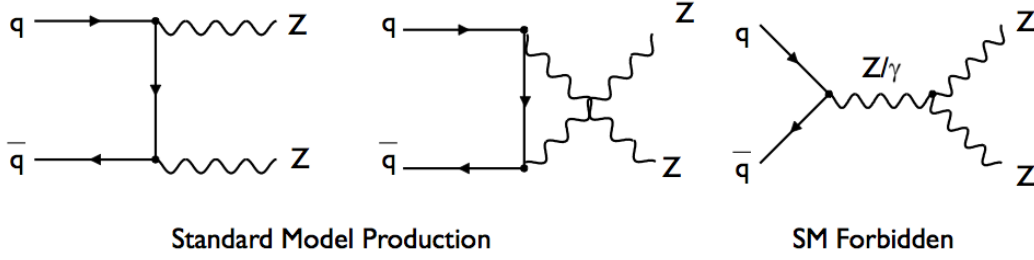 q Z q Z q Z
Z/γ
q̅ Z q̅ Z q̅ Z
Standard Model Production SM Forbidden